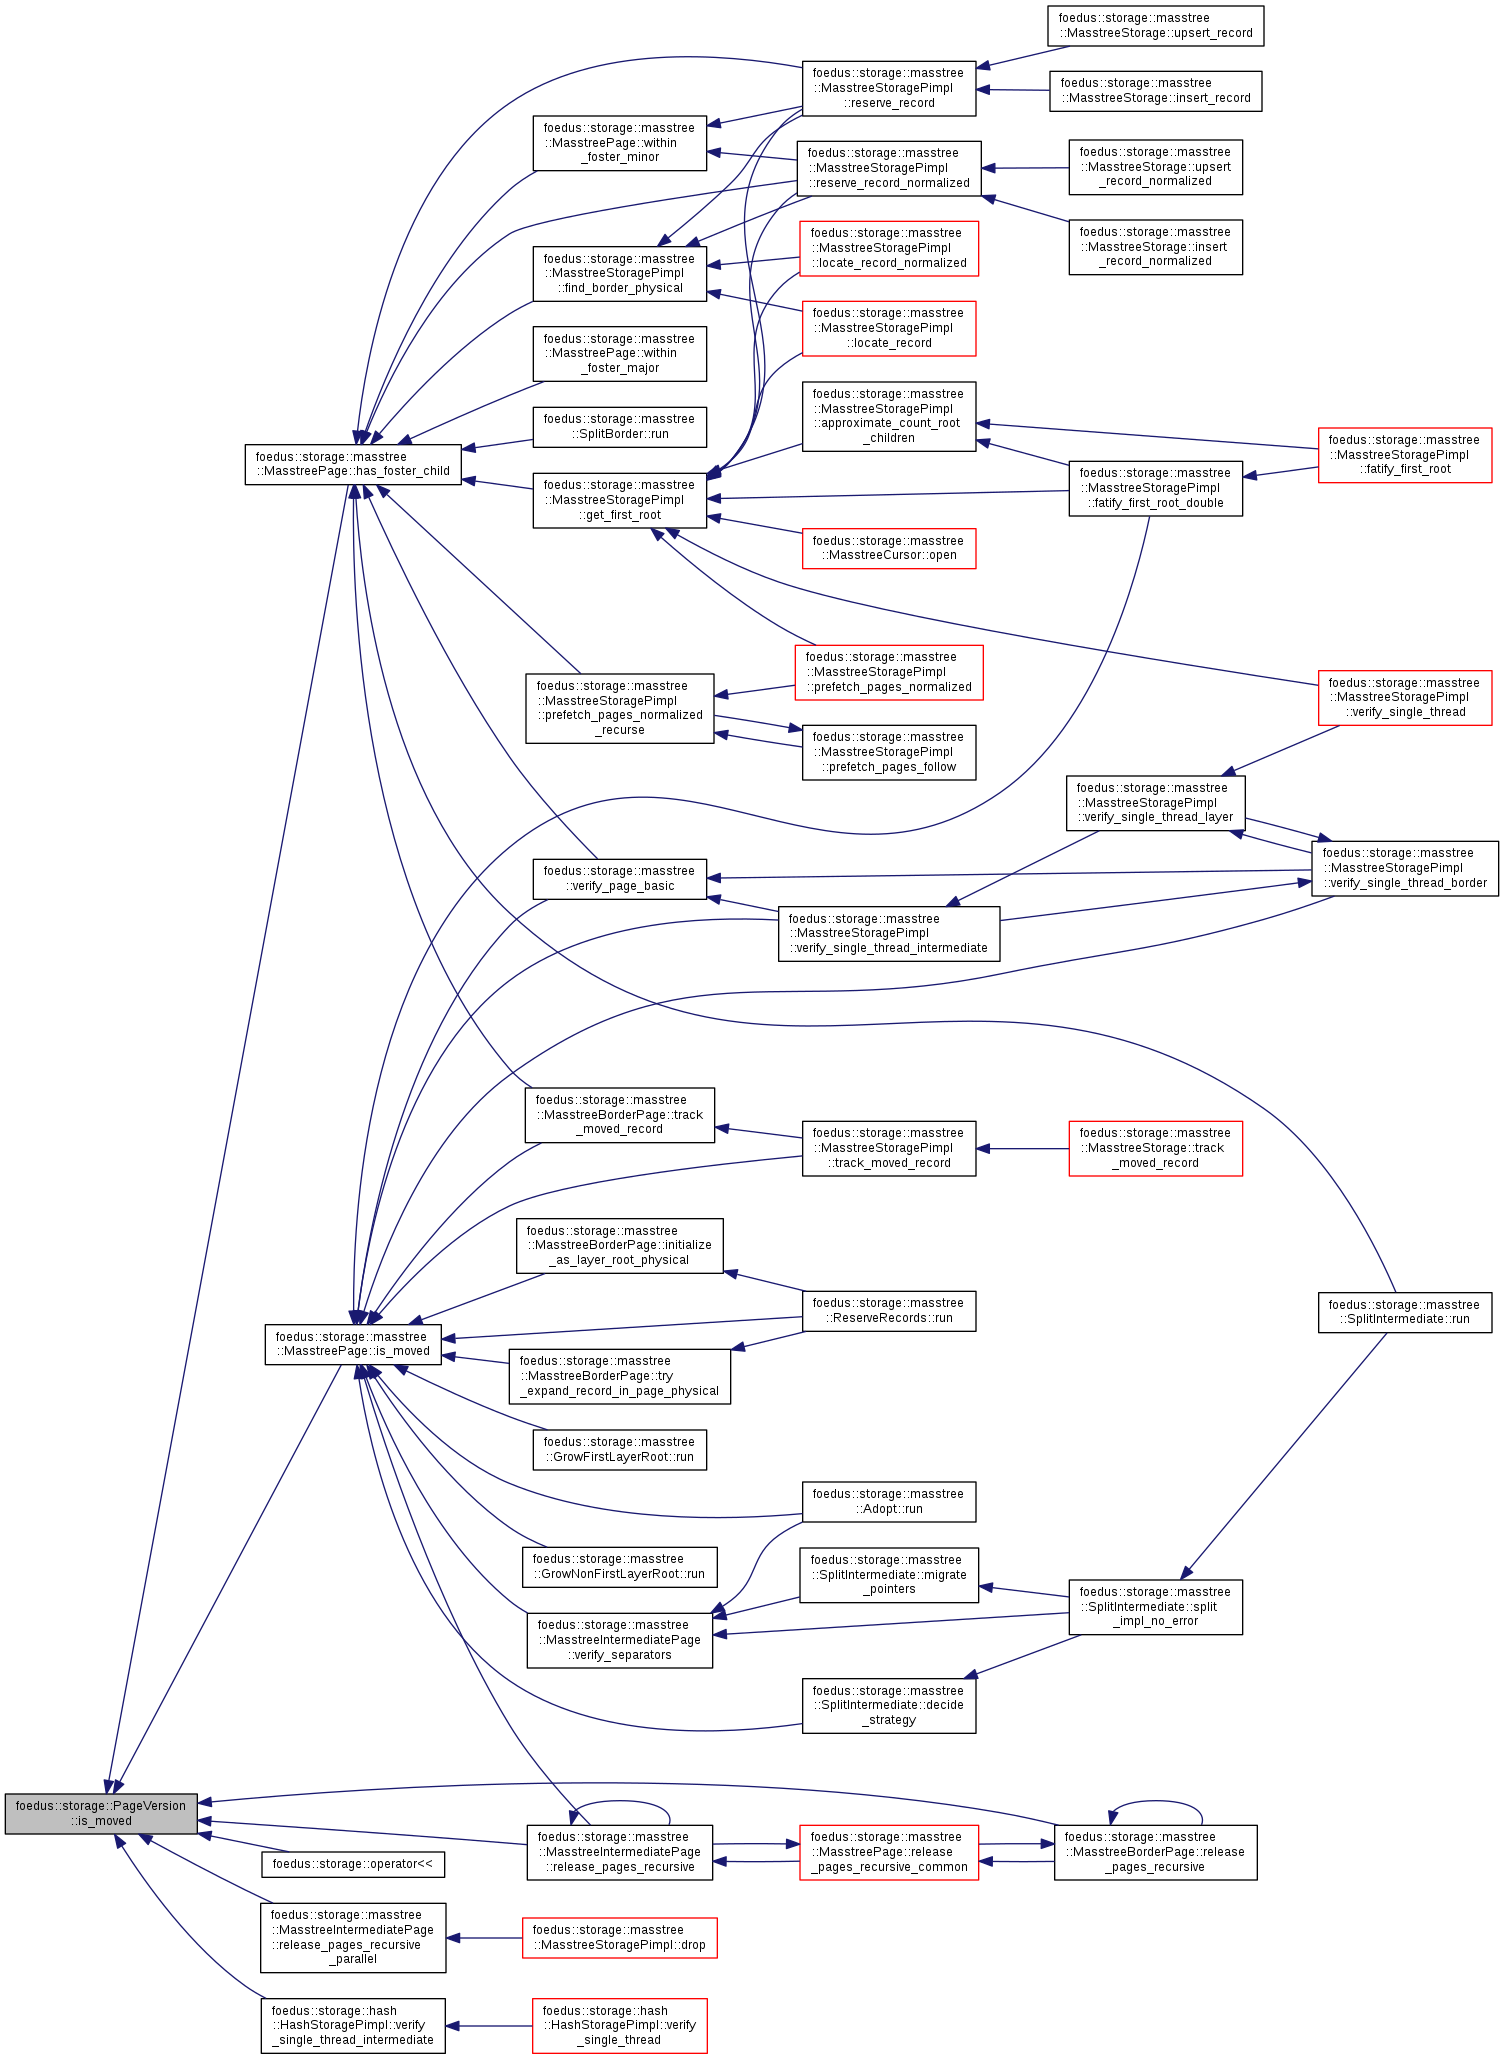 foedus::storage::masstree
::MasstreeStorage::upsert_record
foedus::storage::masstree
::MasstreeStoragePimpl
::reserve_record
foedus::storage::masstree
::MasstreeStorage::insert_record
foedus::storage::masstree
::MasstreePage::within
_foster_minor
foedus::storage::masstree
::MasstreeStoragePimpl
::reserve_record_normalized
foedus::storage::masstree
::MasstreeStorage::upsert
_record_normalized
foedus::storage::masstree
::MasstreeStorage::insert
_record_normalized
foedus::storage::masstree
::MasstreeStoragePimpl
::locate_record_normalized
foedus::storage::masstree
::MasstreeStoragePimpl
::find_border_physical
foedus::storage::masstree
::MasstreeStoragePimpl
::locate_record
foedus::storage::masstree
::MasstreePage::within
_foster_major
foedus::storage::masstree
::MasstreeStoragePimpl
::approximate_count_root
_children
foedus::storage::masstree
::SplitBorder::run
foedus::storage::masstree
::MasstreeStoragePimpl
::fatify_first_root
foedus::storage::masstree
::MasstreePage::has_foster_child
foedus::storage::masstree
::MasstreeStoragePimpl
::get_first_root
foedus::storage::masstree
::MasstreeStoragePimpl
::fatify_first_root_double
foedus::storage::masstree
::MasstreeCursor::open
foedus::storage::masstree
::MasstreeStoragePimpl
::prefetch_pages_normalized
foedus::storage::masstree
::MasstreeStoragePimpl
::verify_single_thread
foedus::storage::masstree
::MasstreeStoragePimpl
::prefetch_pages_normalized
_recurse
foedus::storage::masstree
::MasstreeStoragePimpl
::prefetch_pages_follow
foedus::storage::masstree
::MasstreeStoragePimpl
::verify_single_thread_layer
foedus::storage::masstree
::MasstreeStoragePimpl
::verify_single_thread_border
foedus::storage::masstree
::verify_page_basic
foedus::storage::masstree
::MasstreeStoragePimpl
::verify_single_thread_intermediate
foedus::storage::masstree
::MasstreeBorderPage::track
_moved_record
foedus::storage::masstree
::MasstreeStoragePimpl
::track_moved_record
foedus::storage::masstree
::MasstreeStorage::track
_moved_record
foedus::storage::masstree
::MasstreeBorderPage::initialize
_as_layer_root_physical
foedus::storage::masstree
::ReserveRecords::run
foedus::storage::masstree
::SplitIntermediate::run
foedus::storage::masstree
::MasstreePage::is_moved
foedus::storage::masstree
::MasstreeBorderPage::try
_expand_record_in_page_physical
foedus::storage::masstree
::GrowFirstLayerRoot::run
foedus::storage::masstree
::Adopt::run
foedus::storage::masstree
::GrowNonFirstLayerRoot::run
foedus::storage::masstree
::SplitIntermediate::migrate
_pointers
foedus::storage::masstree
::SplitIntermediate::split
_impl_no_error
foedus::storage::masstree
::MasstreeIntermediatePage
::verify_separators
foedus::storage::masstree
::SplitIntermediate::decide
_strategy
foedus::storage::PageVersion
::is_moved
foedus::storage::masstree
::MasstreeIntermediatePage
::release_pages_recursive
foedus::storage::masstree
::MasstreePage::release
_pages_recursive_common
foedus::storage::masstree
::MasstreeBorderPage::release
_pages_recursive
foedus::storage::operator<<
foedus::storage::masstree
::MasstreeIntermediatePage
::release_pages_recursive
_parallel
foedus::storage::masstree
::MasstreeStoragePimpl::drop
foedus::storage::hash
::HashStoragePimpl::verify
_single_thread_intermediate
foedus::storage::hash
::HashStoragePimpl::verify
_single_thread